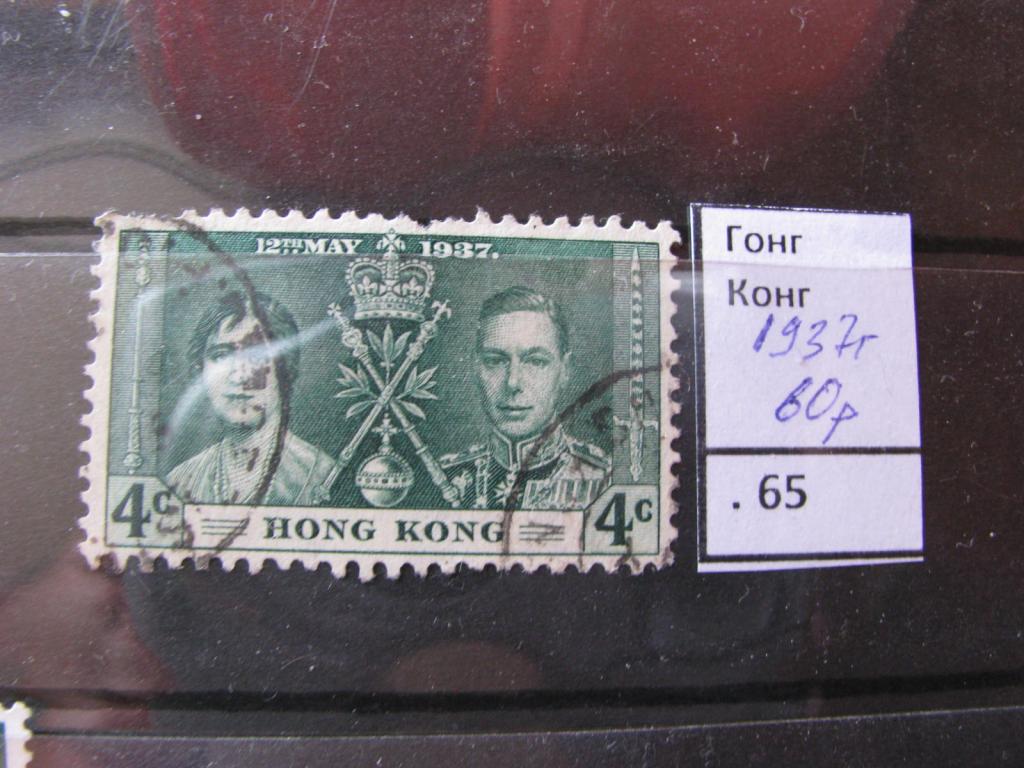 12TH MAY 1937.
4c HONG KONG 4c
Гонг
Конг
1937г
60р
. 65